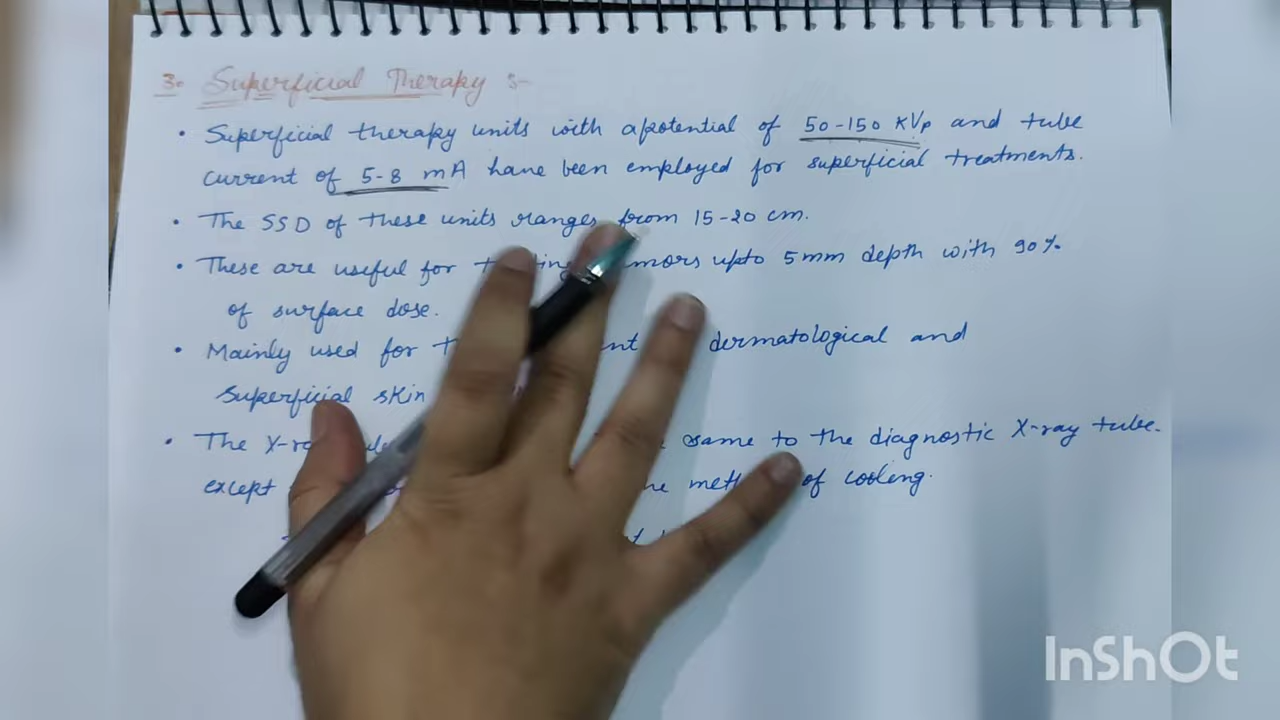 3. Superficial Therapy :-
• Superficial therapy units with a potential of 50-150 KVp and tube
current of 5-8 mA have been employed for superficial treatments.
• The SSD of these units ranges from 15-20 cm.
• These are useful for tumors upto 5mm depth with 90%
of surface dose.
• Mainly used for dermatological and
superficial skin
• The same to the diagnostic X-ray tube.
except of cooling.
InShOt